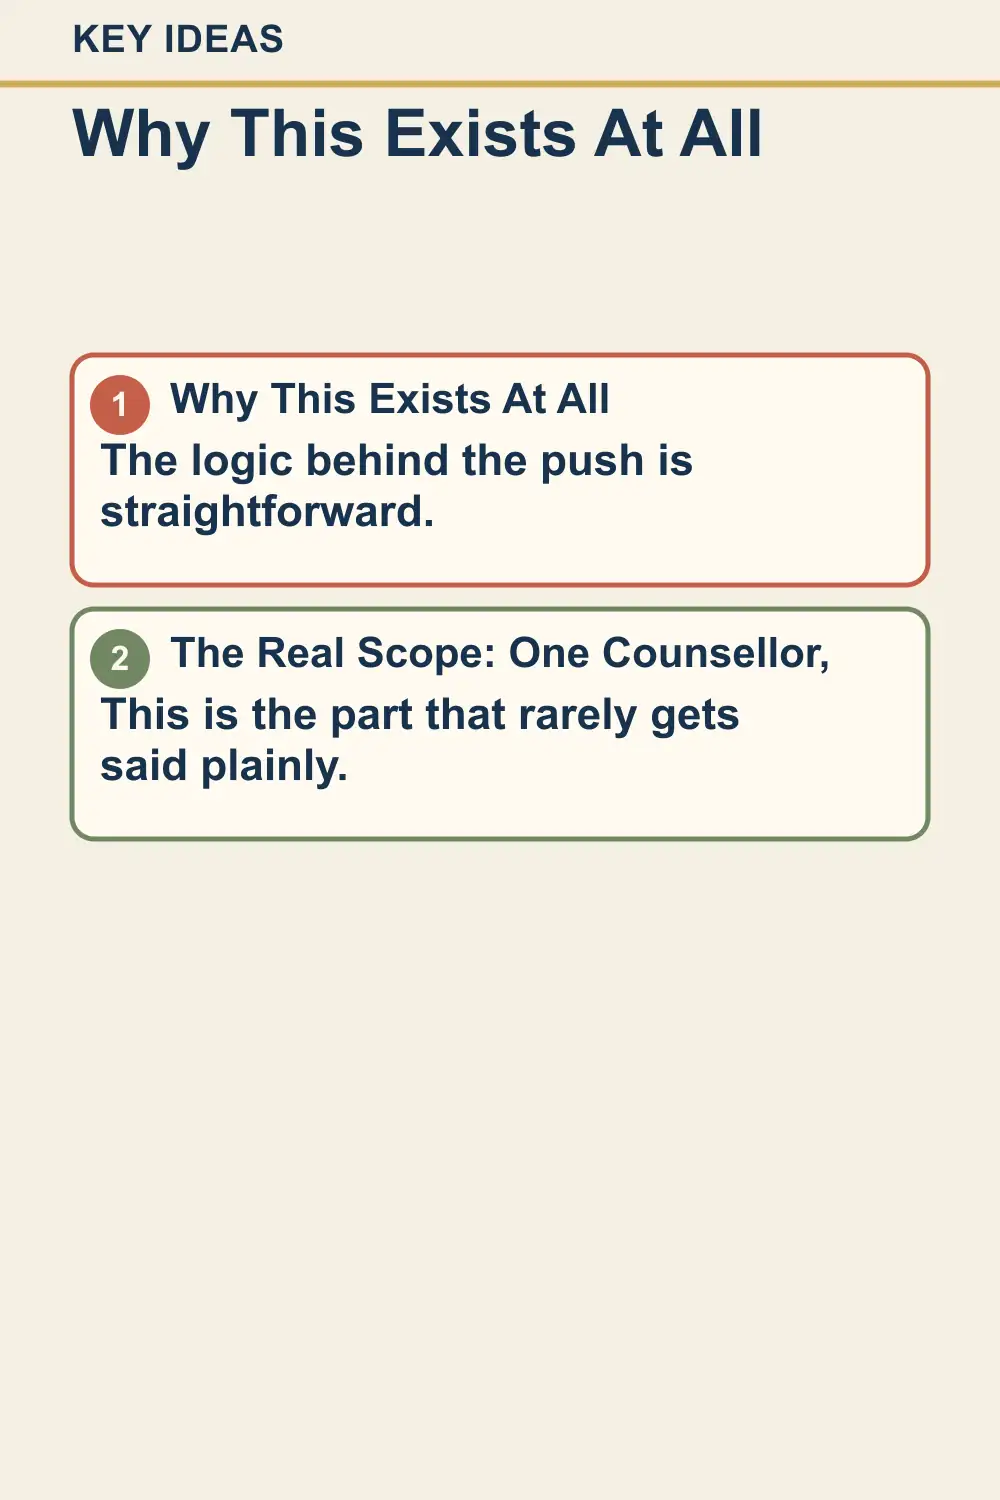 KEY IDEAS
Why This Exists At All
1 Why This Exists At All
The logic behind the push is
straightforward.
2 The Real Scope: One Counsellor,
This is the part that rarely gets
said plainly.